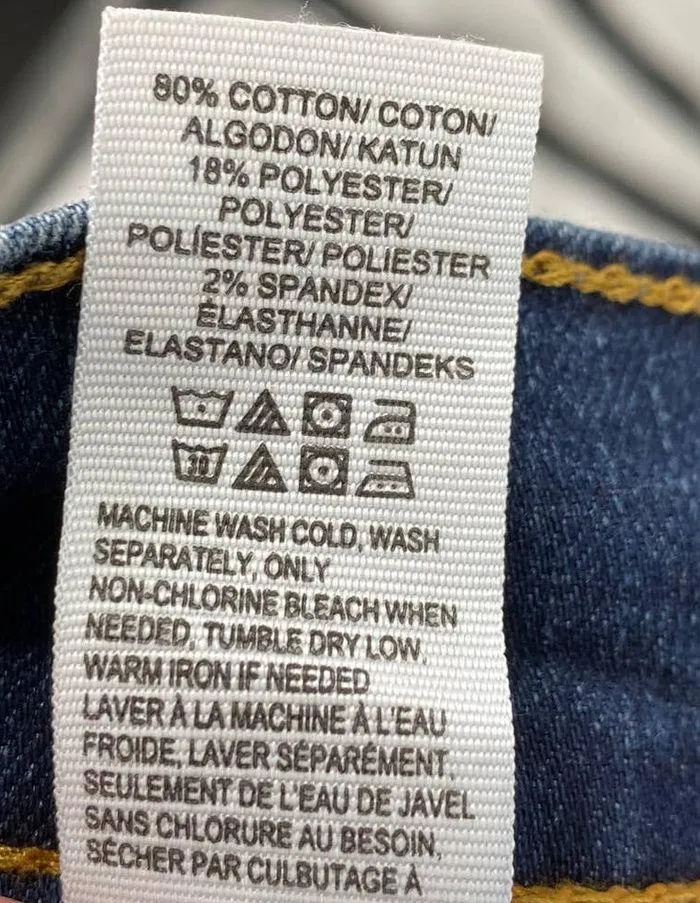 80% COTTON/ COTON/
ALGODON/ KATUN
18% POLYESTER/
POLYESTER/
POLÍESTER/ POLIESTER
2% SPANDEX/
ÉLASTHANNE/
ELASTANO/ SPANDEKS
30
MACHINE WASH COLD, WASH
SEPARATELY, ONLY
NON-CHLORINE BLEACH WHEN
NEEDED, TUMBLE DRY LOW,
WARM IRON IF NEEDED
LAVER À LA MACHINE À L'EAU
FROIDE, LAVER SÉPARÉMENT,
SEULEMENT DE L'EAU DE JAVEL
SANS CHLORURE AU BESOIN,
SÉCHER PAR CULBUTAGE À